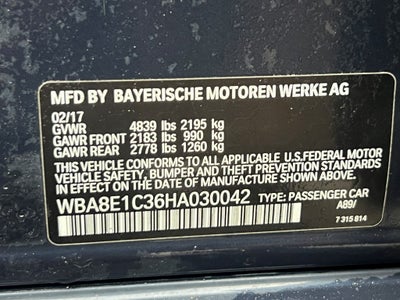 MFD BY BAYERISCHE MOTOREN WERKE AG
02/17
GVWR 4839 lbs 2195 kg
GAWR FRONT 2183 lbs 990 kg
GAWR REAR 2778 lbs 1260 kg
THIS VEHICLE CONFORMS TO ALL APPLICABLE U.S. FEDERAL MOTOR
VEHICLE SAFETY, BUMPER, AND THEFT PREVENTION STANDARDS
IN EFFECT ON THE DATE OF MANUFACTURE SHOWN ABOVE.
WBA8E1C36HA030042 TYPE: PASSENGER CAR
A89/
7 315 814